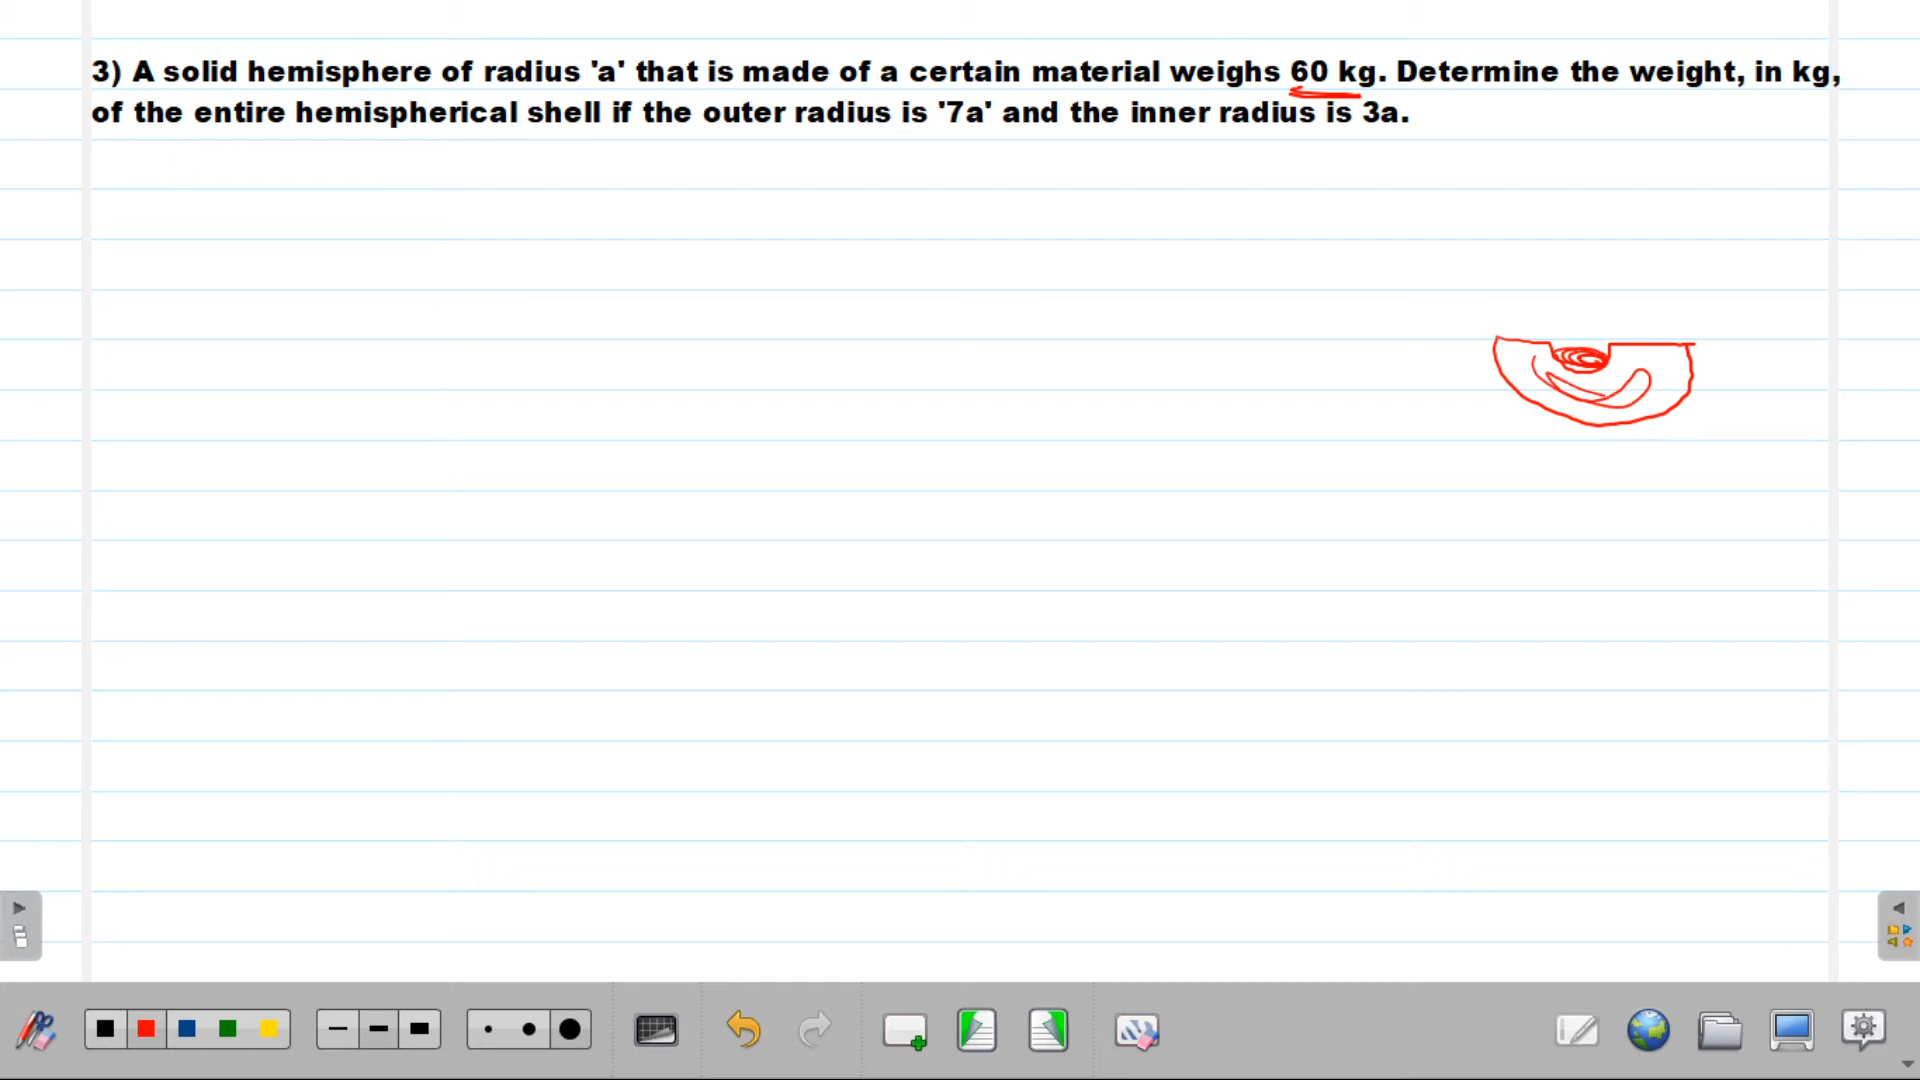 3) A solid hemisphere of radius 'a' that is made of a certain material weighs 60 kg. Determine the weight, in kg,
of the entire hemispherical shell if the outer radius is '7a' and the inner radius is 3a.